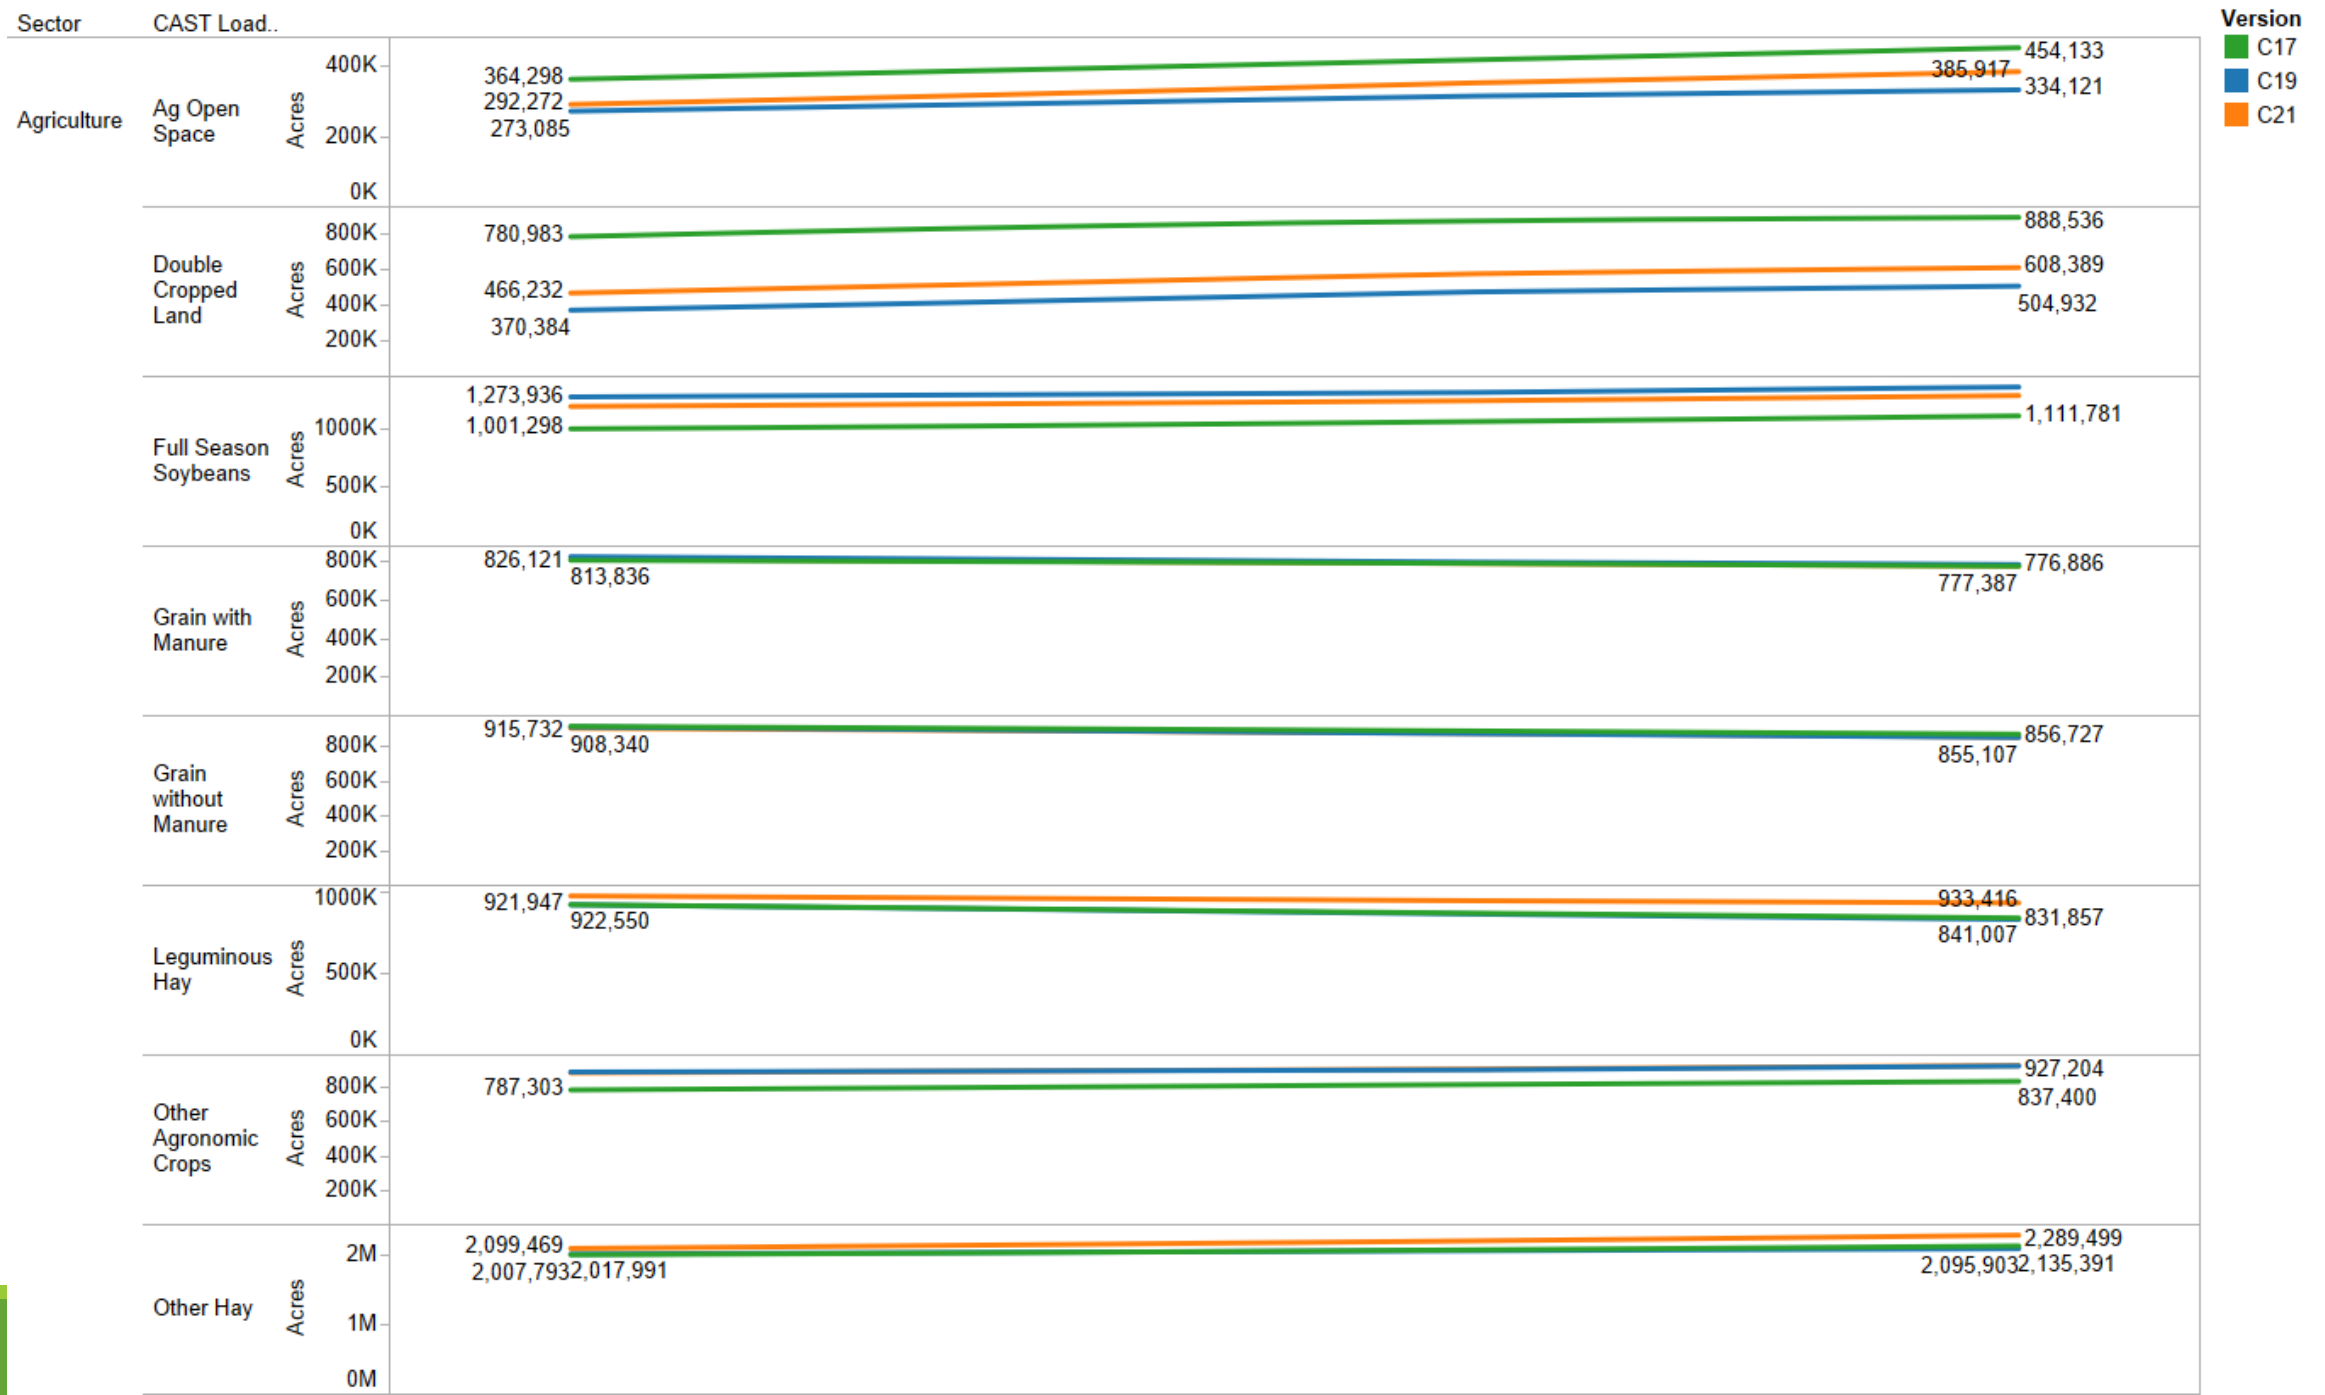 Sector CAST Load..
Version
C17
C19
C21
Agriculture
Ag Open
Space
Acres
400K
200K
0K
364,298
292,272
273,085
454,133
385,917
334,121
Double
Cropped
Land
Acres
800K
600K
400K
200K
780,983
466,232
370,384
888,536
608,389
504,932
Full Season
Soybeans
Acres
1000K
500K
0K
1,273,936
1,001,298
1,111,781
Grain with
Manure
Acres
800K
600K
400K
200K
826,121
813,836
776,886
777,387
Grain
without
Manure
Acres
800K
600K
400K
200K
915,732
908,340
856,727
855,107
Leguminous
Hay
Acres
1000K
500K
0K
921,947
922,550
933,416
831,857
841,007
Other
Agronomic
Crops
Acres
800K
600K
400K
200K
787,303
927,204
837,400
Other Hay
Acres
2M
1M
0M
2,099,469
2,007,793 2,017,991
2,289,499
2,095,903 2,135,391